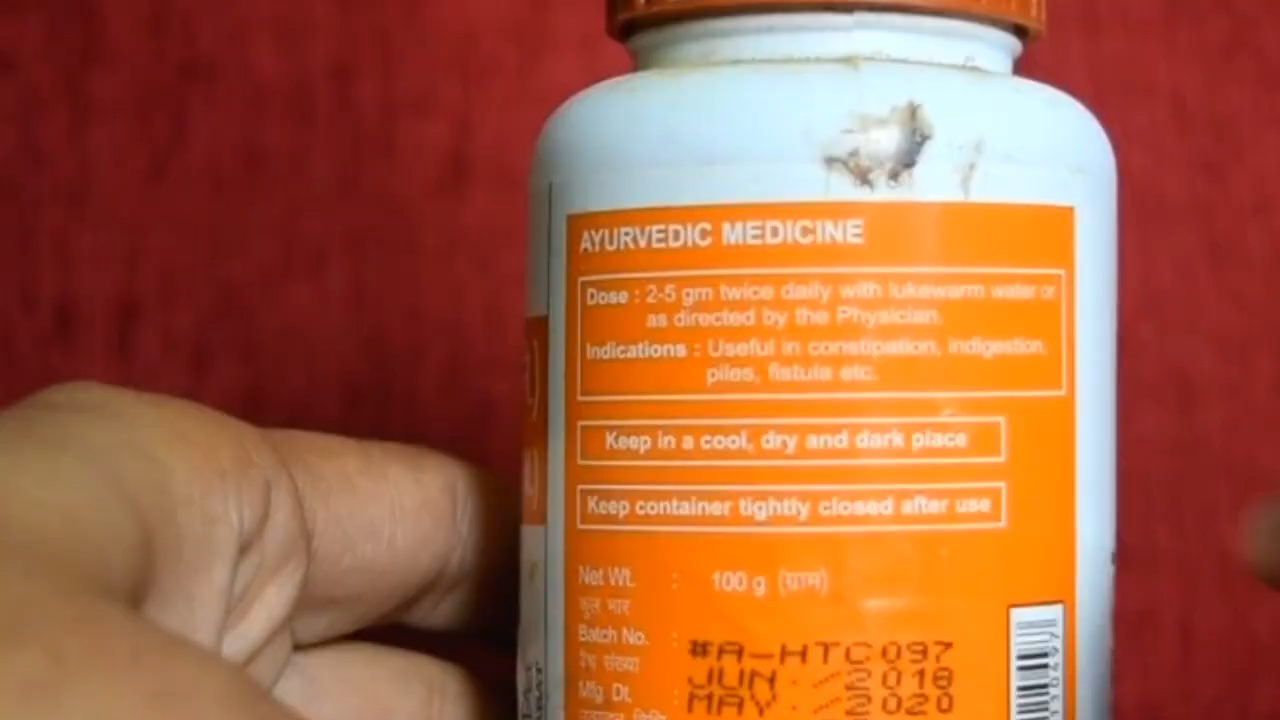 AYURVEDIC MEDICINE
Dose : 2-5 gm twice daily with lukewarm water or
as directed by the Physician.
Indications : Useful in constipation, indigestion,
piles, fistula etc.
Keep in a cool, dry and dark place
Keep container tightly closed after use
Net Wt. : 100 g (ग्राम)
कुल भार
Batch No. : #A-HTC097
बैच संख्या
Mfg Dt. : JUN. 2018
MAY. 2020